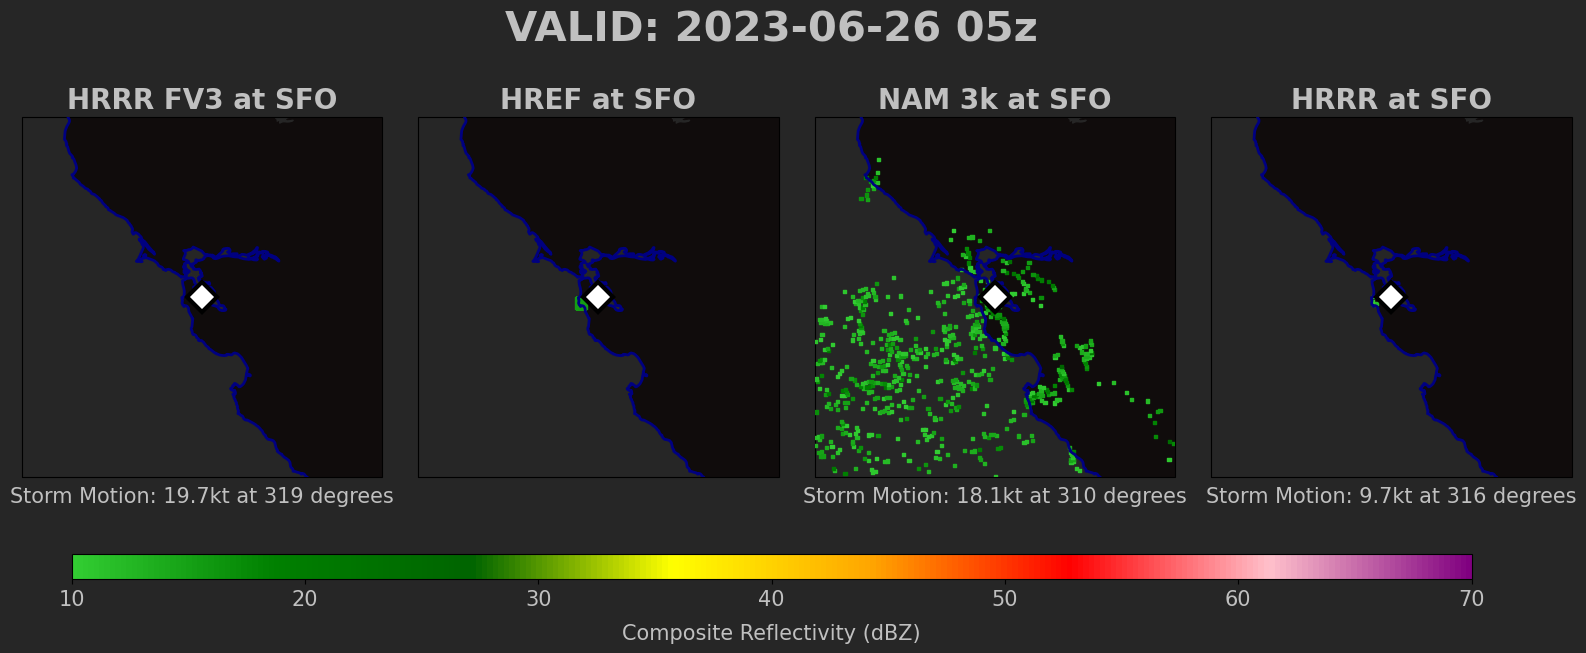 VALID: 2023-06-26 05z
HRRR FV3 at SFO
HREF at SFO
NAM 3k at SFO
HRRR at SFO
Storm Motion: 19.7kt at 319 degrees
Storm Motion: 18.1kt at 310 degrees
Storm Motion: 9.7kt at 316 degrees
10 20 30 40 50 60 70
Composite Reflectivity (dBZ)